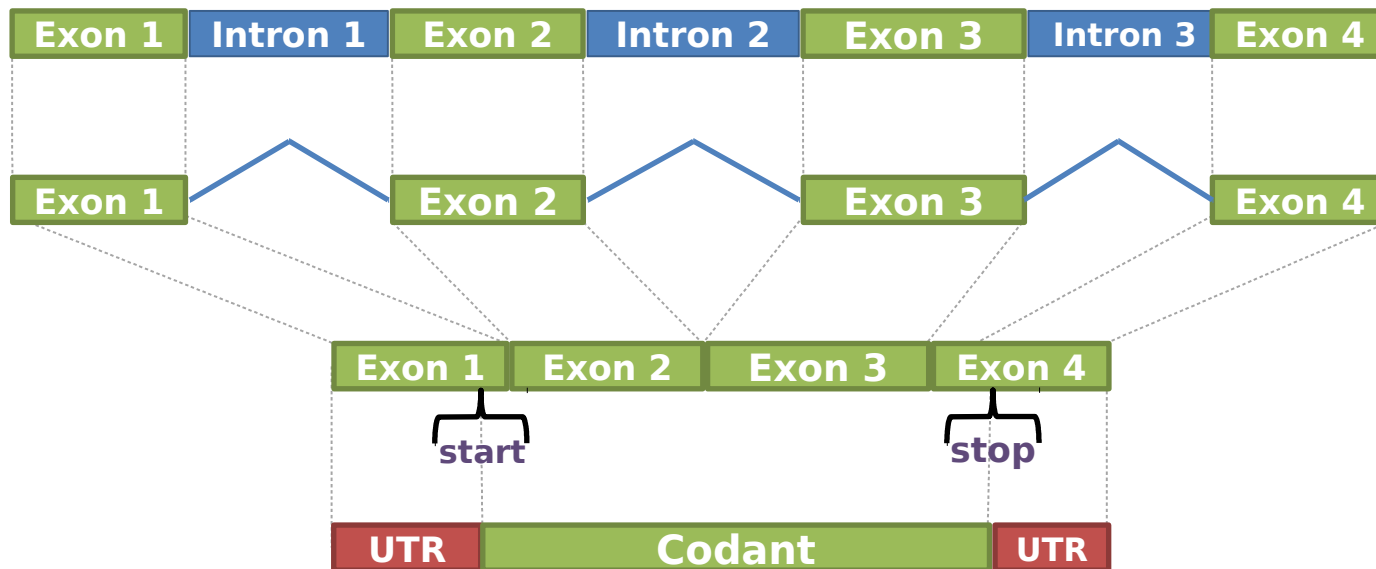 Exon 1 Intron 1 Exon 2 Intron 2 Exon 3 Intron 3 Exon 4
Exon 1 Exon 2 Exon 3 Exon 4
Exon 1 Exon 2 Exon 3 Exon 4
start stop
UTR Codant UTR